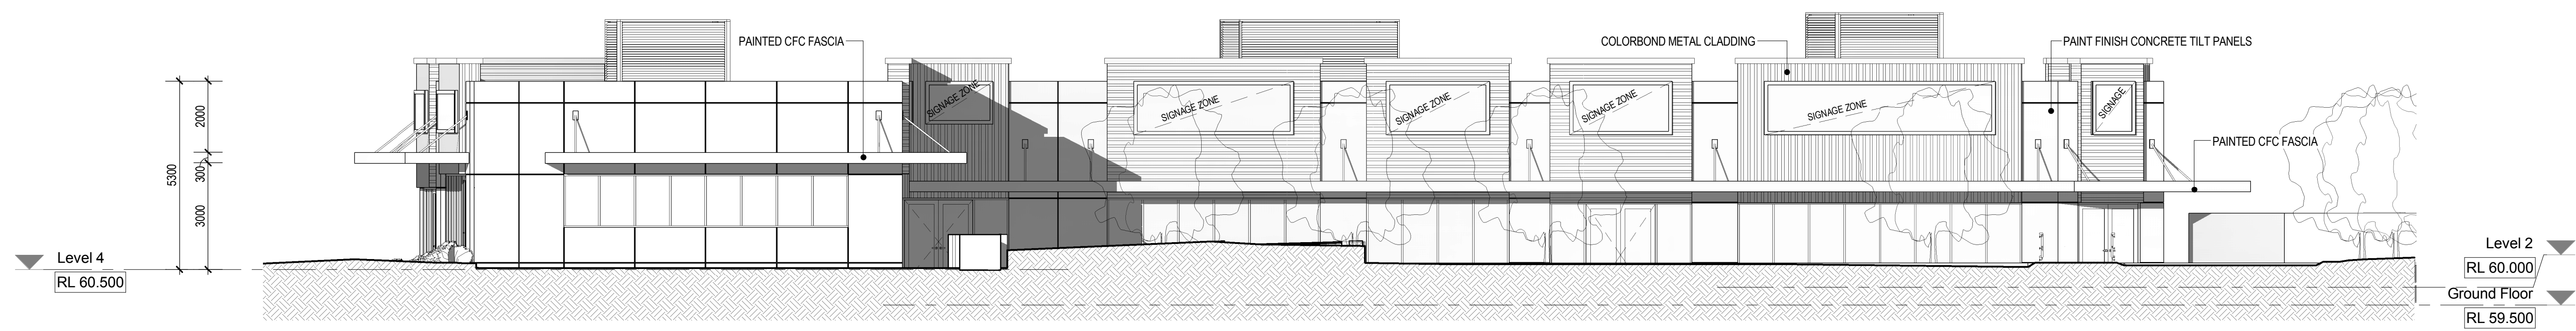 PAINTED CFC FASCIA
COLORBOND METAL CLADDING
PAINT FINISH CONCRETE TILT PANELS
SIGNAGE ZONE
SIGNAGE ZONE
SIGNAGE ZONE
SIGNAGE ZONE
SIGNAGE ZONE
SIGNAGE
PAINTED CFC FASCIA
2000
5300
300
3000
Level 4
RL 60.500
Level 2
RL 60.000
Ground Floor
RL 59.500